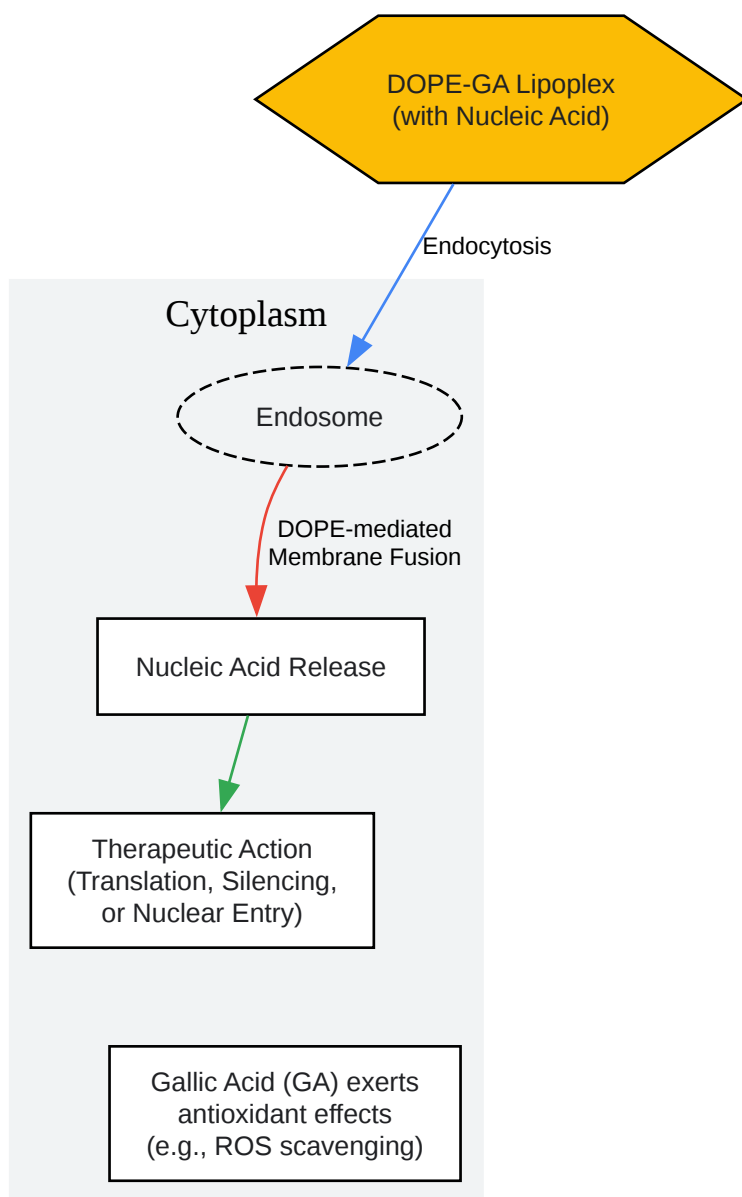 DOPE-GA Lipoplex
(with Nucleic Acid)
Endocytosis
Cytoplasm
Endosome
DOPE-mediated
Membrane Fusion
Nucleic Acid Release
Therapeutic Action
(Translation, Silencing,
or Nuclear Entry)
Gallic Acid (GA) exerts
antioxidant effects
(e.g., ROS scavenging)